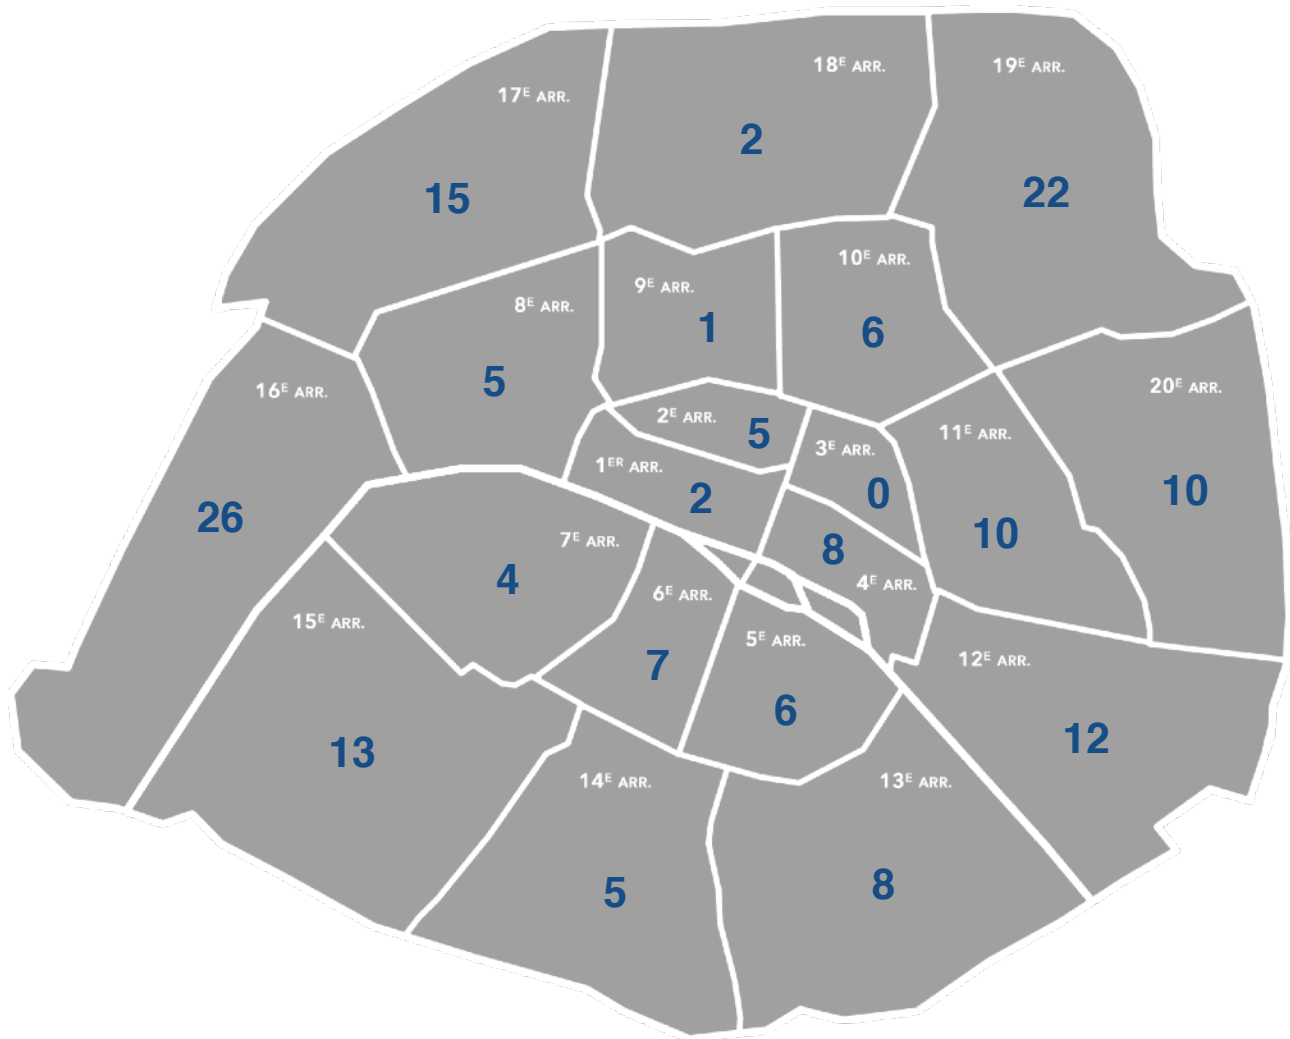 18ᴱ ARR.
19ᴱ ARR.
17ᴱ ARR.
2
22
15
10ᴱ ARR.
9ᴱ ARR.
8ᴱ ARR.
1
6
5
16ᴱ ARR.
20ᴱ ARR.
2ᴱ ARR.
5
11ᴱ ARR.
3ᴱ ARR.
1ᴱᴿ ARR.
0
2
10
26
10
7ᴱ ARR.
8
4ᴱ ARR.
4
6ᴱ ARR.
15ᴱ ARR.
5ᴱ ARR.
12ᴱ ARR.
7
6
12
13
14ᴱ ARR.
13ᴱ ARR.
5
8